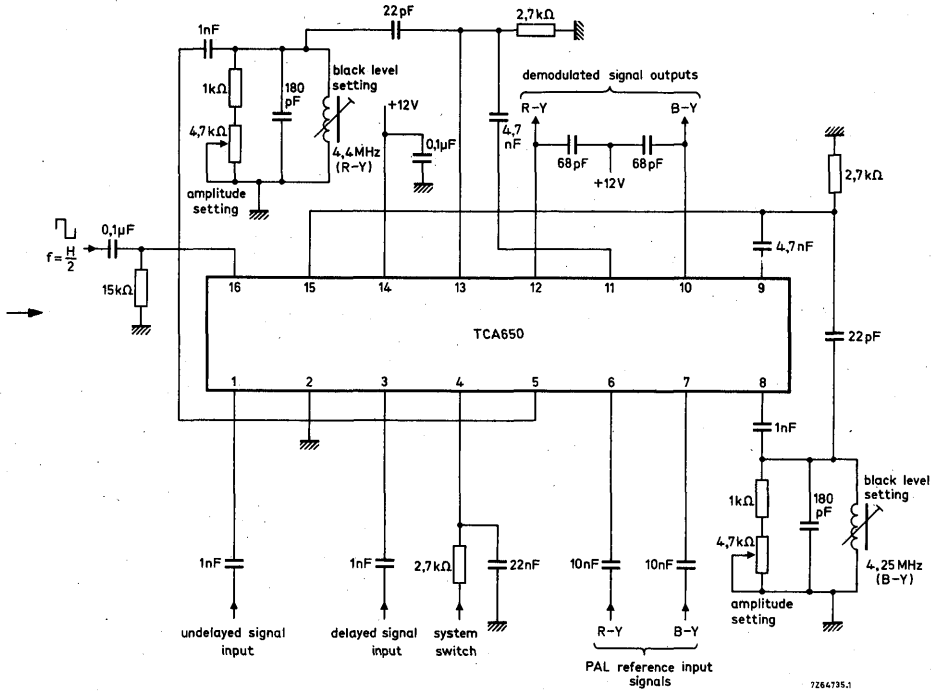 22pF
2,7kΩ
1nF
black level
setting
demodulated signal outputs
1kΩ
180
pF
+12V
R-Y
B-Y
4,7kΩ
4,4MHz
(R-Y)
0,1µF
4,7
nF
68pF
68pF
+12V
2,7kΩ
amplitude
setting
0,1µF
f=H/2
4,7nF
15kΩ
16
15
14
13
12
11
10
9
TCA650
22pF
1
2
3
4
5
6
7
8
1nF
black level
setting
1kΩ
180
pF
1nF
1nF
2,7kΩ
22nF
10nF
10nF
4,7kΩ
4,25MHz
(B-Y)
amplitude
setting
undelayed signal
input
delayed signal
input
system
switch
R-Y
B-Y
PAL reference input
signals
7Z64735.1